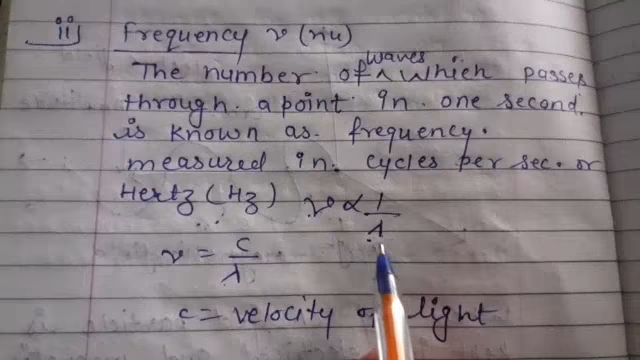 ii) frequency ν (niu)
The number of ^ waves which passes
through a point in one second.
is known as frequency.
measured in cycles per sec. or
Hertz (Hz) ν ∝ 1/λ
ν = c/λ
c = velocity of light